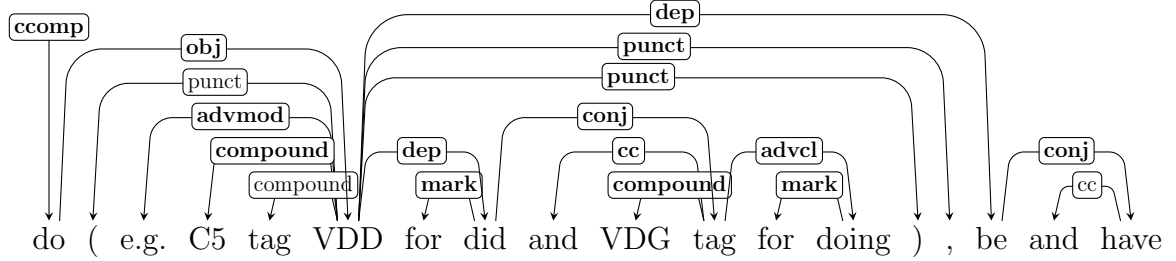 dep
ccomp
obj punct
punct punct
advmod conj
compound dep cc advcl conj
compound mark compound mark cc
do ( e.g. C5 tag VDD for did and VDG tag for doing ) , be and have